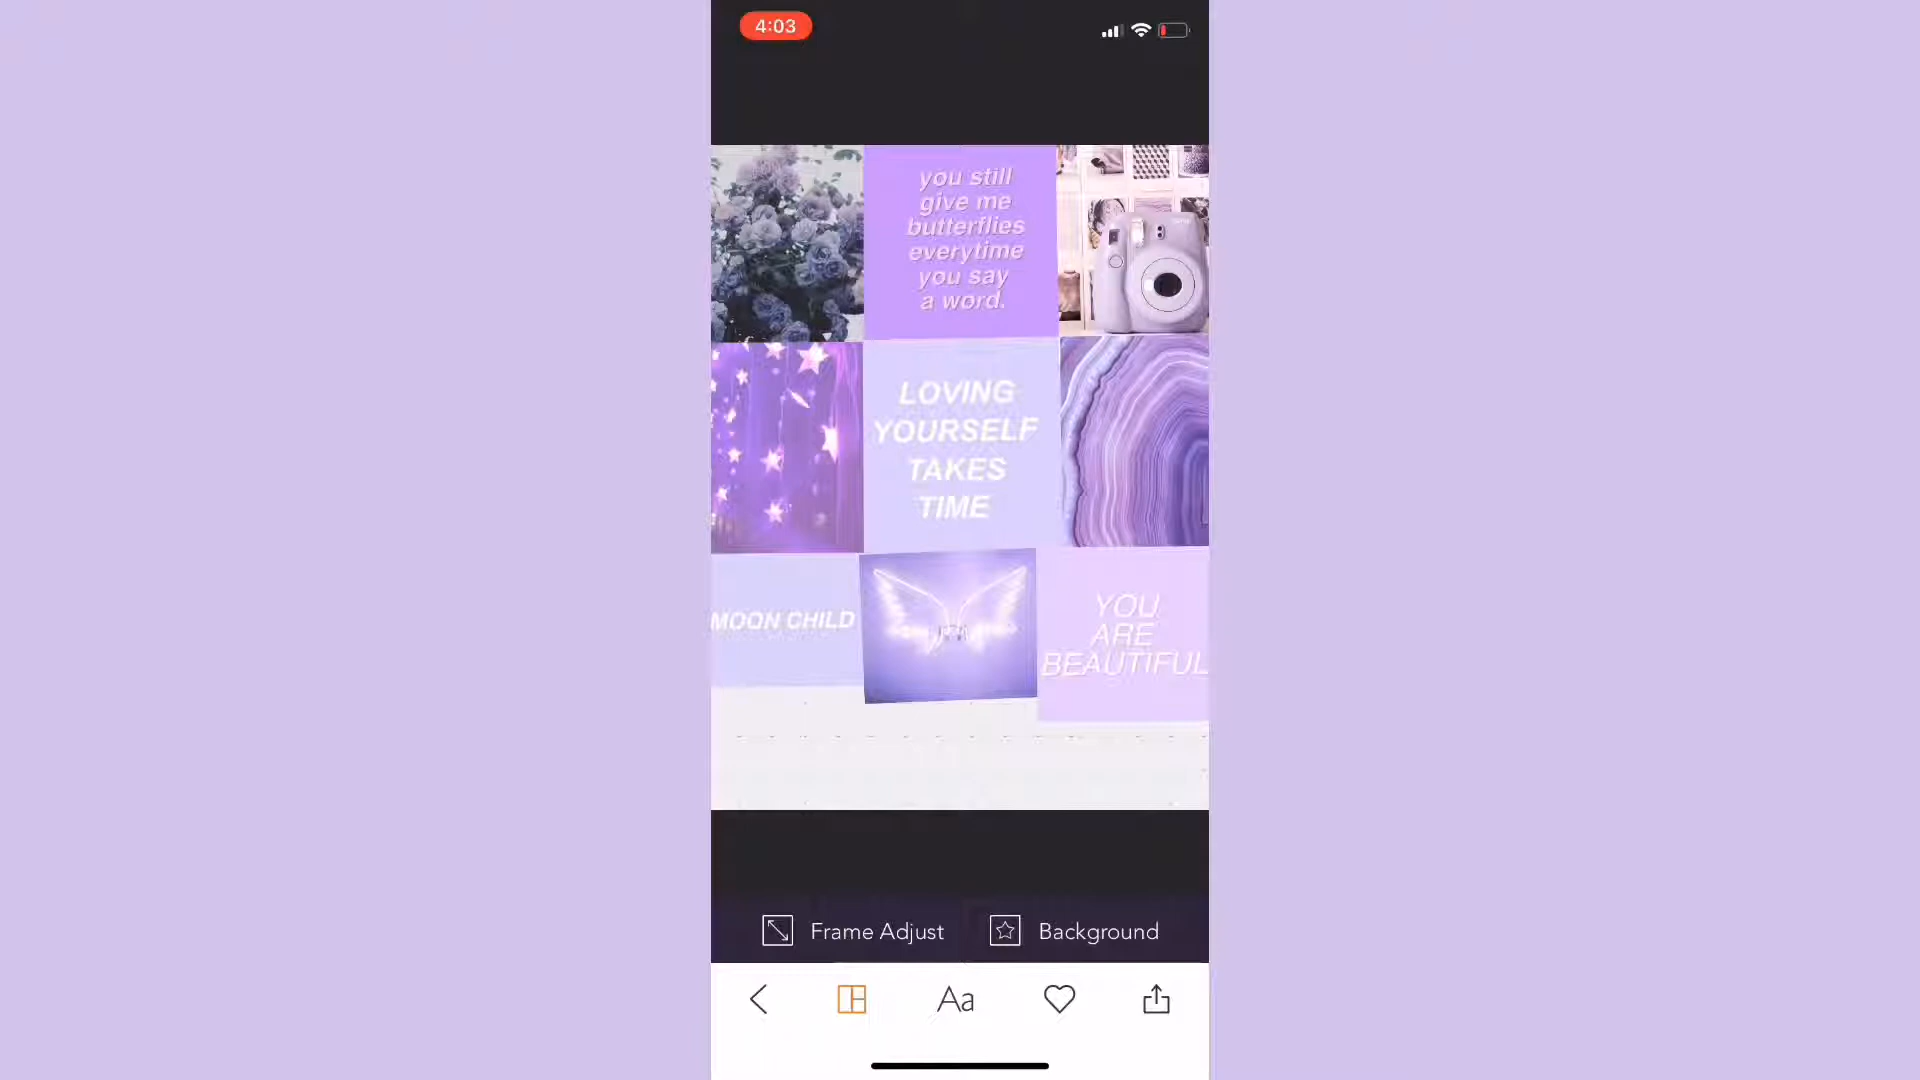 4:03
you still
give me
butterflies
everytime
you say
a word.
LOVING
YOURSELF
TAKES
TIME
MOON CHILD
YOU
ARE
BEAUTIFUL
Frame Adjust
Background
Aa